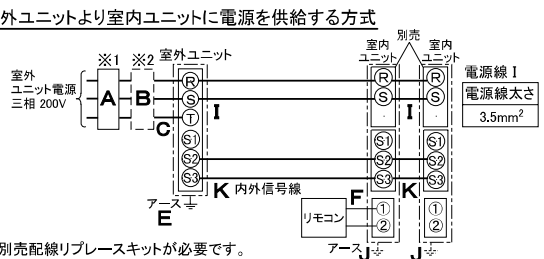 外ユニットより室内ユニットに電源を供給する方式
別売
※1 ※2 室外ユニット
室内
ユニット
室内
ユニット
室外
ユニット電源
三相 200V
A
B
C
R
S
T
S1
S2
S3
I
R
S
S1
S2
S3
I
R
S
S1
S2
S3
電源線 I
電源線太さ
3.5mm²
K 内外信号線
K
アース
E
F
リモコン
①
②
①
②
アース J
J
別売配線リプレースキットが必要です。